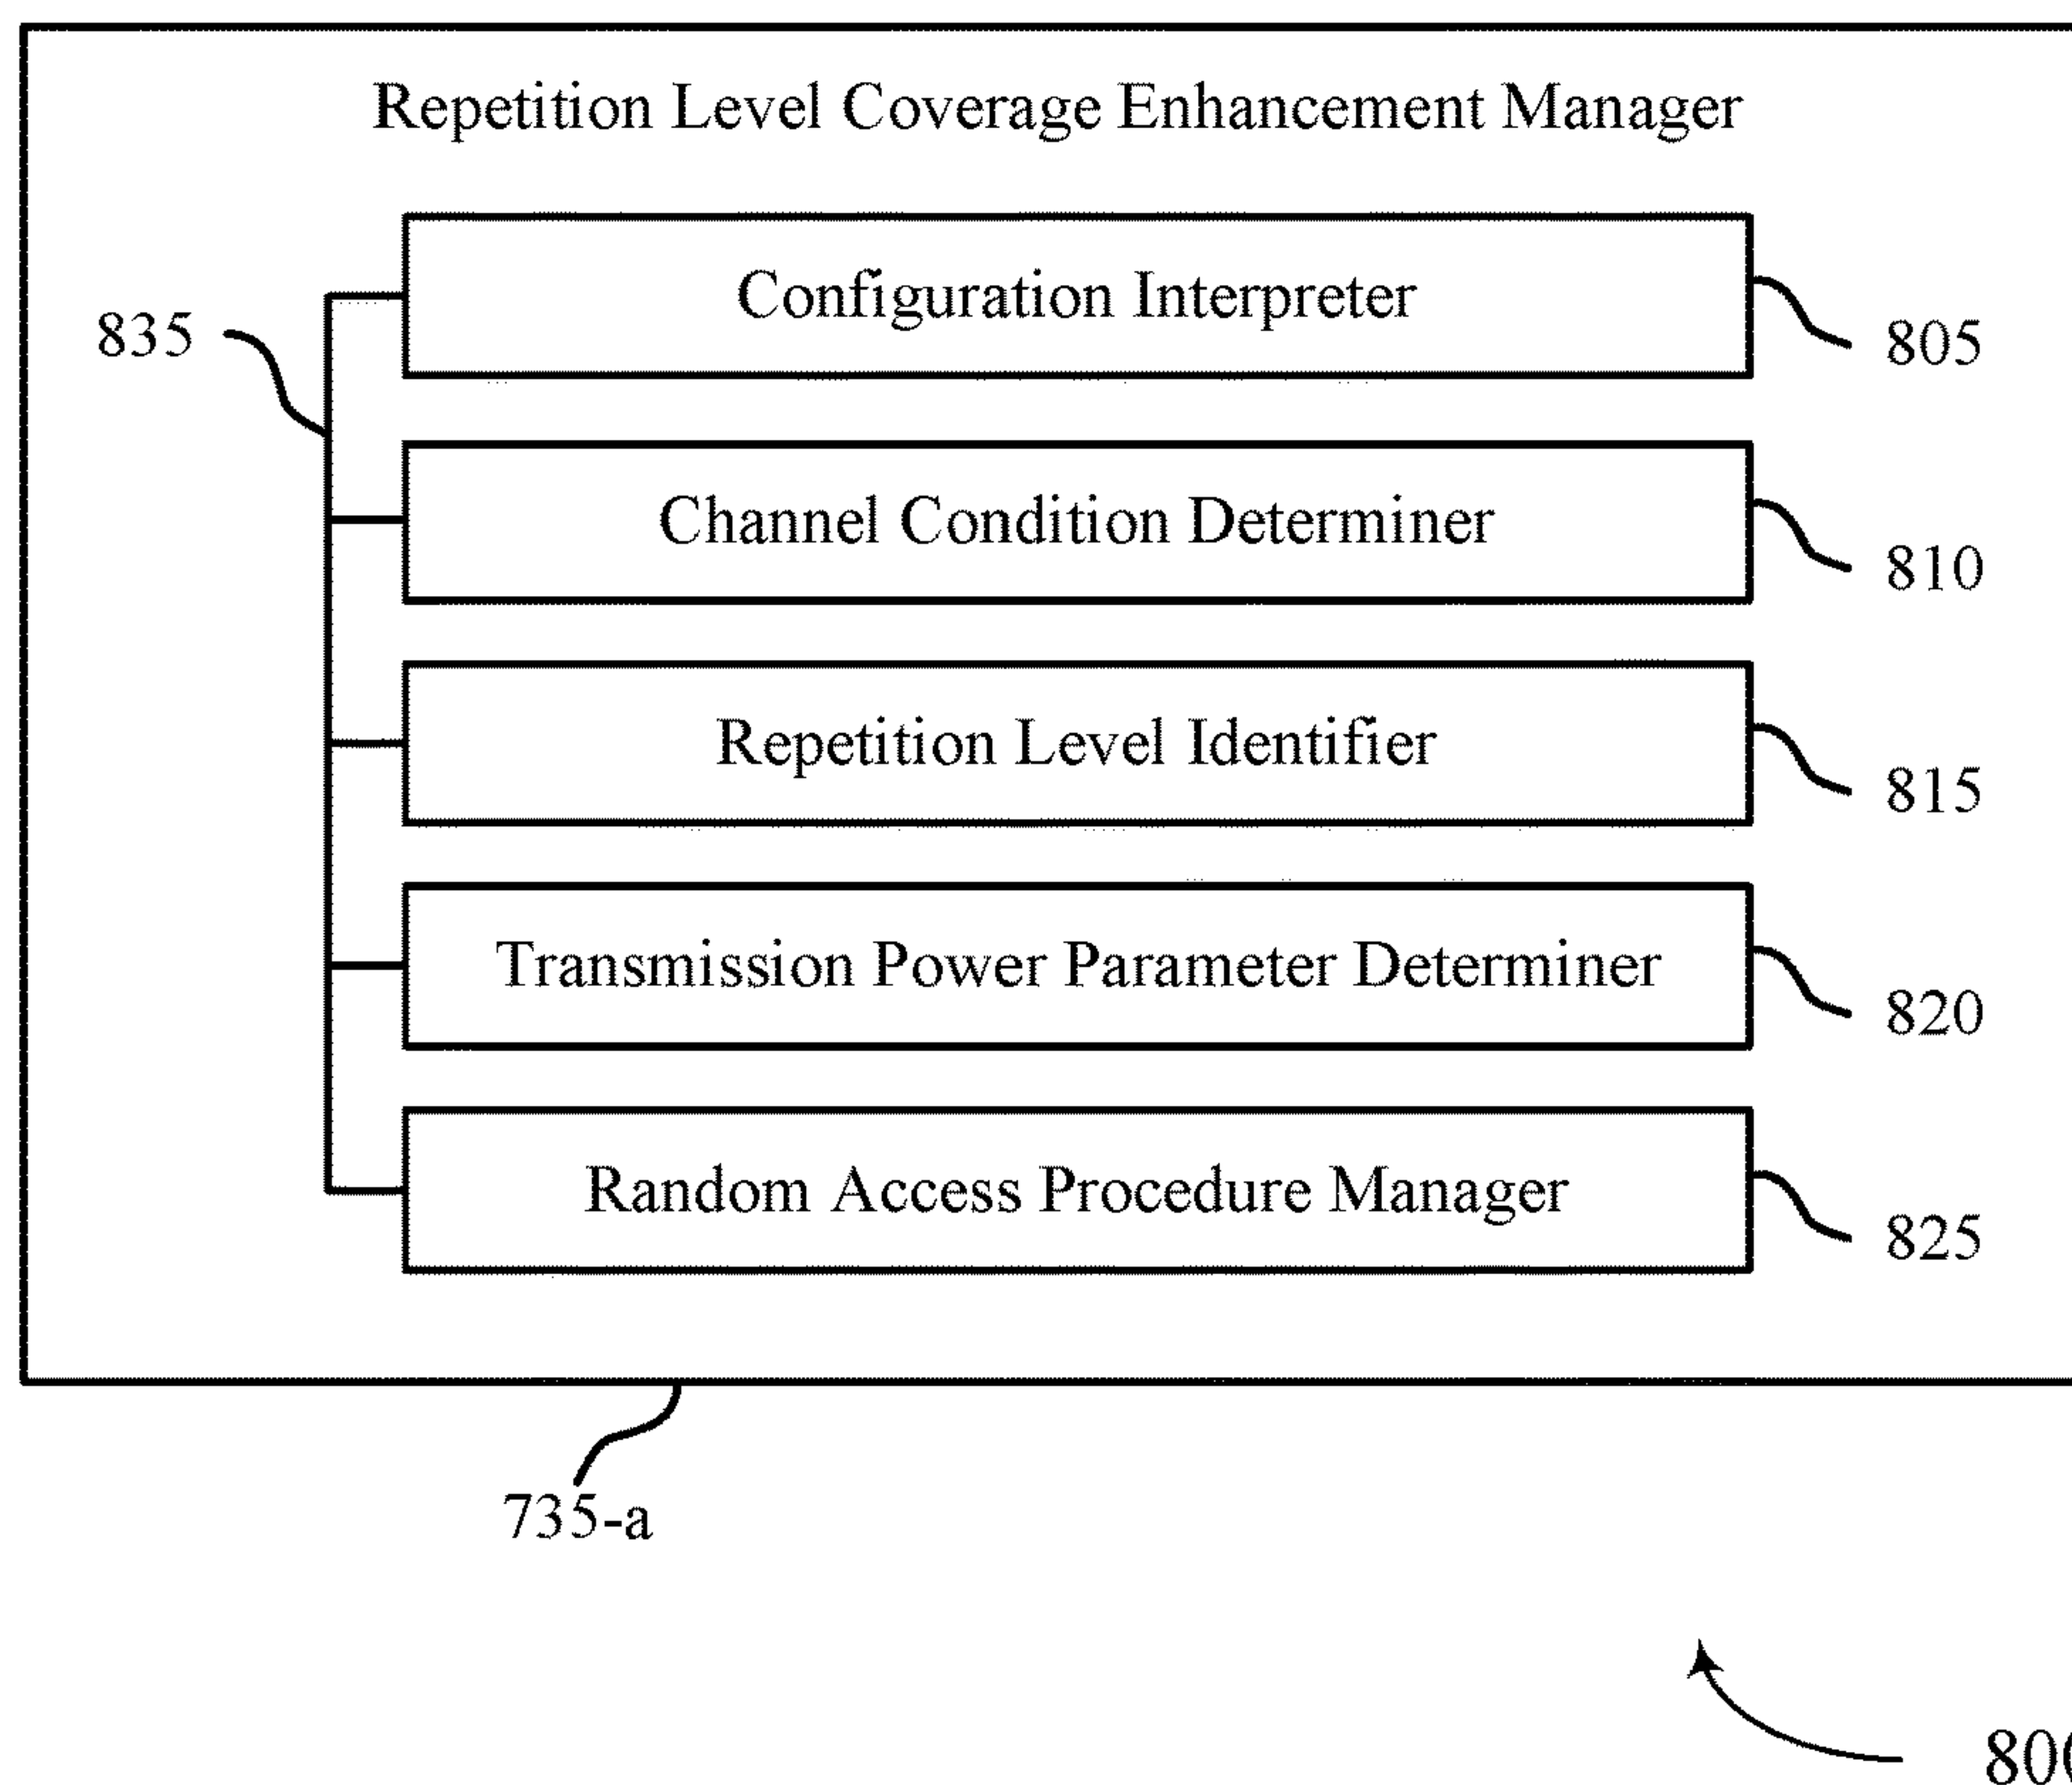 Repetition Level Coverage Enhancement Manager
Configuration Interpreter
835
805
Channel Condition Determiner
810
Repetition Level Identifier
815
Transmission Power Parameter Determiner
820
Random Access Procedure Manager
825
735-a